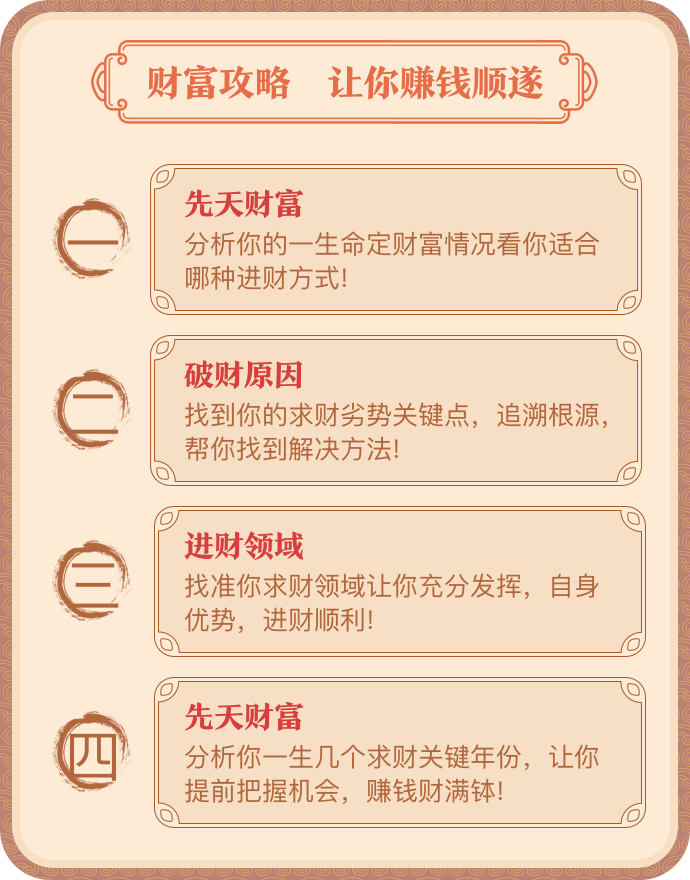 财富攻略 让你赚钱顺遂
一
先天财富
分析你的一生命定财富情况看你适合
哪种进财方式!
二
破财原因
找到你的求财劣势关键点，追溯根源，
帮你找到解决方法!
三
进财领域
找准你求财领域让你充分发挥，自身
优势，进财顺利!
四
先天财富
分析你一生几个求财关键年份，让你
提前把握机会，赚钱财满钵!